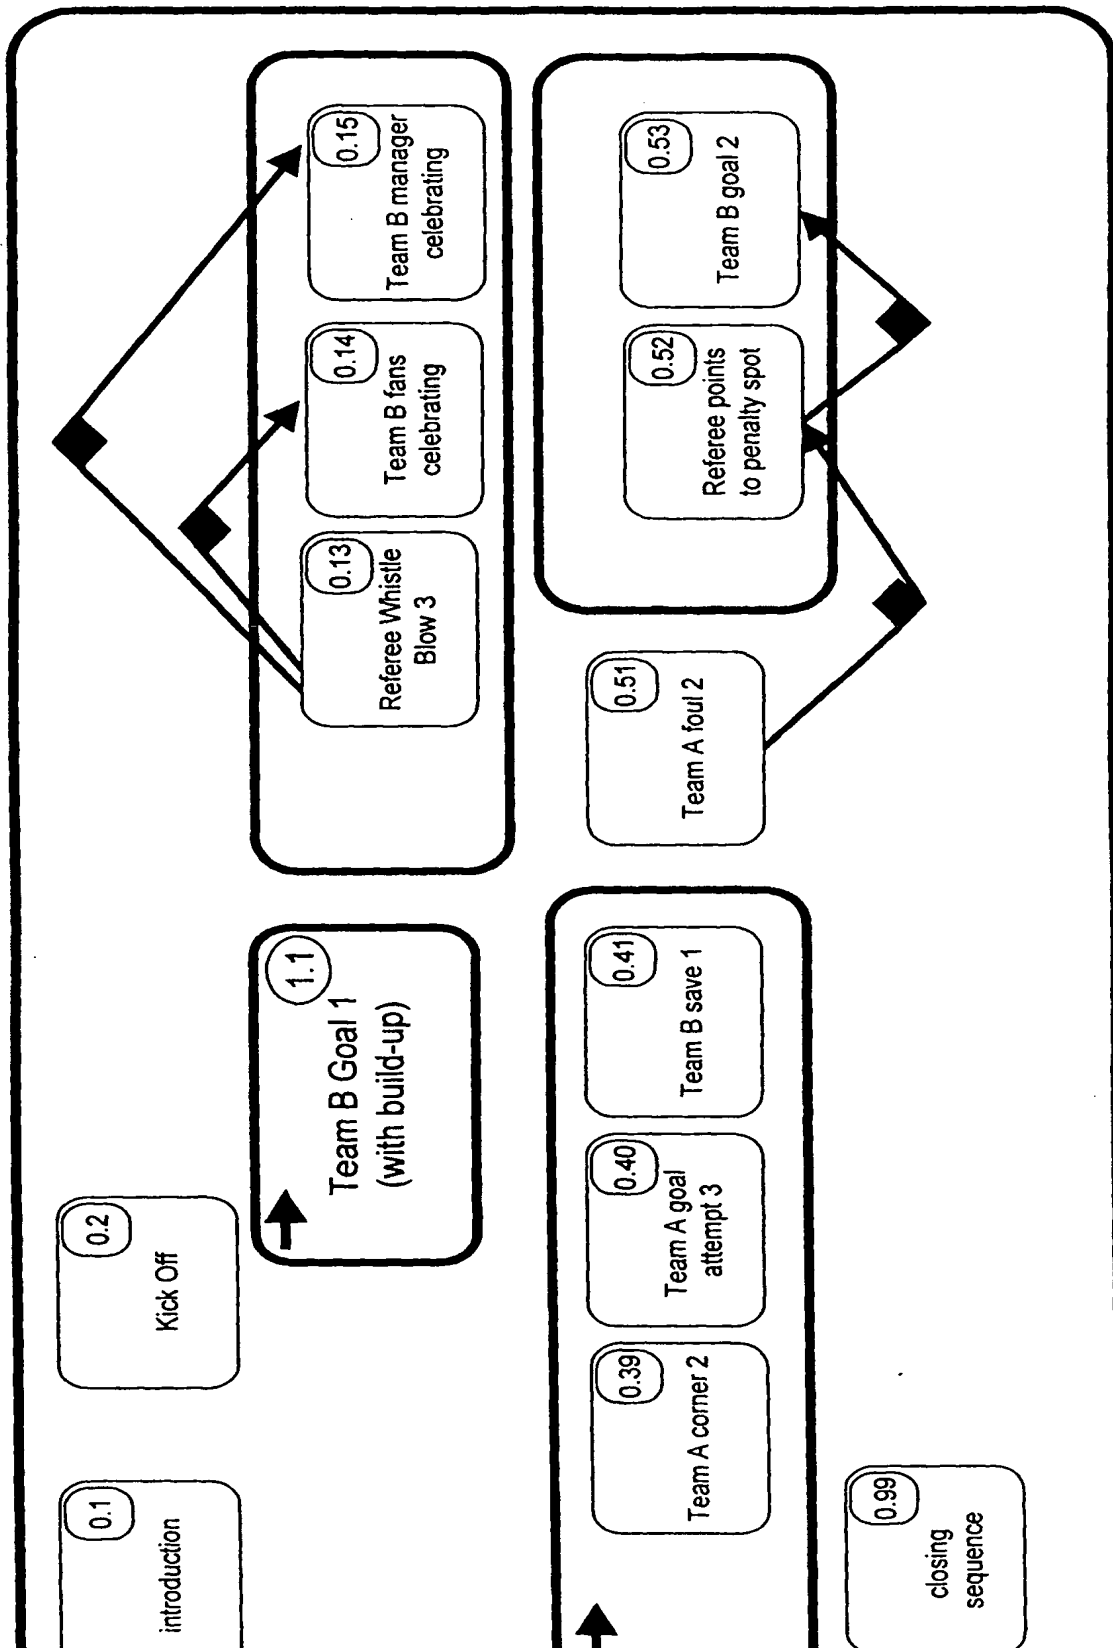 0.1
introduction
0.2
Kick Off
1.1
Team B Goal 1
(with build-up)
0.13
Referee Whistle
Blow 3
0.14
Team B fans
celebrating
0.15
Team B manager
celebrating
0.39
Team A corner 2
0.40
Team A goal
attempt 3
0.41
Team B save 1
0.51
Team A foul 2
0.52
Referee points
to penalty spot
0.53
Team B goal 2
0.99
closing
sequence